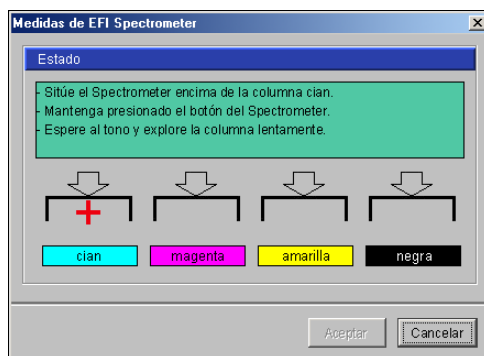 Medidas de EFI Spectrometer
Estado
- Sitúe el Spectrometer encima de la columna cian.
- Mantenga presionado el botón del Spectrometer.
- Espere al tono y explore la columna lentamente.
cian magenta amarilla negra
Aceptar Cancelar